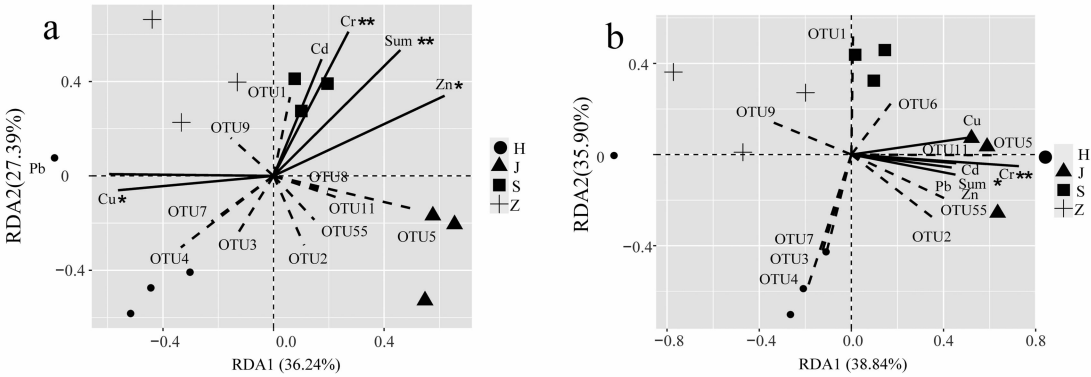 a
RDA2(27.39%)
0.4
0
−0.4
Cr **
Sum **
Cd
Zn *
OTU1
OTU9
Pb
Cu *
OTU8
OTU7
OTU11
OTU3
OTU55
OTU5
OTU4
OTU2
−0.4
0.0
0.4
RDA1 (36.24%)
H
J
S
Z
b
RDA2(35.90%)
0.4
0
−0.4
OTU1
OTU6
OTU9
Cu
OTU5
OTU11
Cd
Cr **
Pb
Sum *
Zn
OTU55
OTU2
OTU7
OTU3
OTU4
−0.4
0.0
0.4
0.8
RDA1 (38.84%)
H
J
S
Z